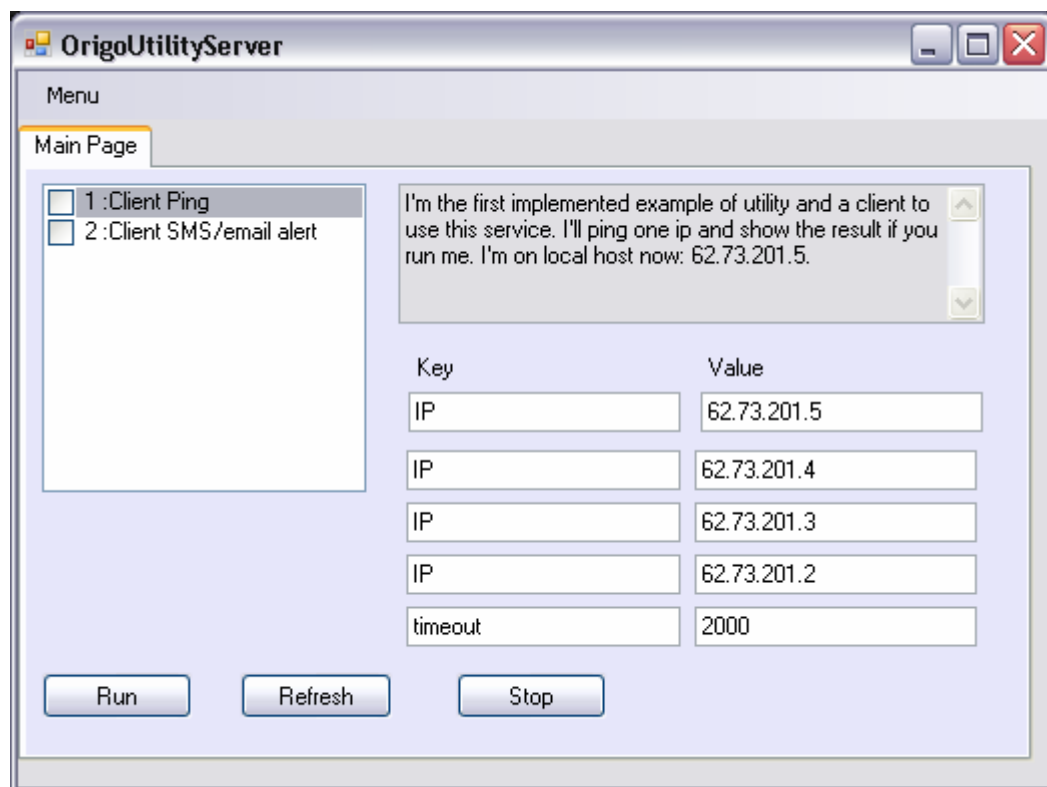 OrigoUtilityServer
Menu
Main Page
1 :Client Ping
2 :Client SMS/email alert
I'm the first implemented example of utility and a client to
use this service. I'll ping one ip and show the result if you
run me. I'm on local host now: 62.73.201.5.
Key Value
IP 62.73.201.5
IP 62.73.201.4
IP 62.73.201.3
IP 62.73.201.2
timeout 2000
Run Refresh Stop